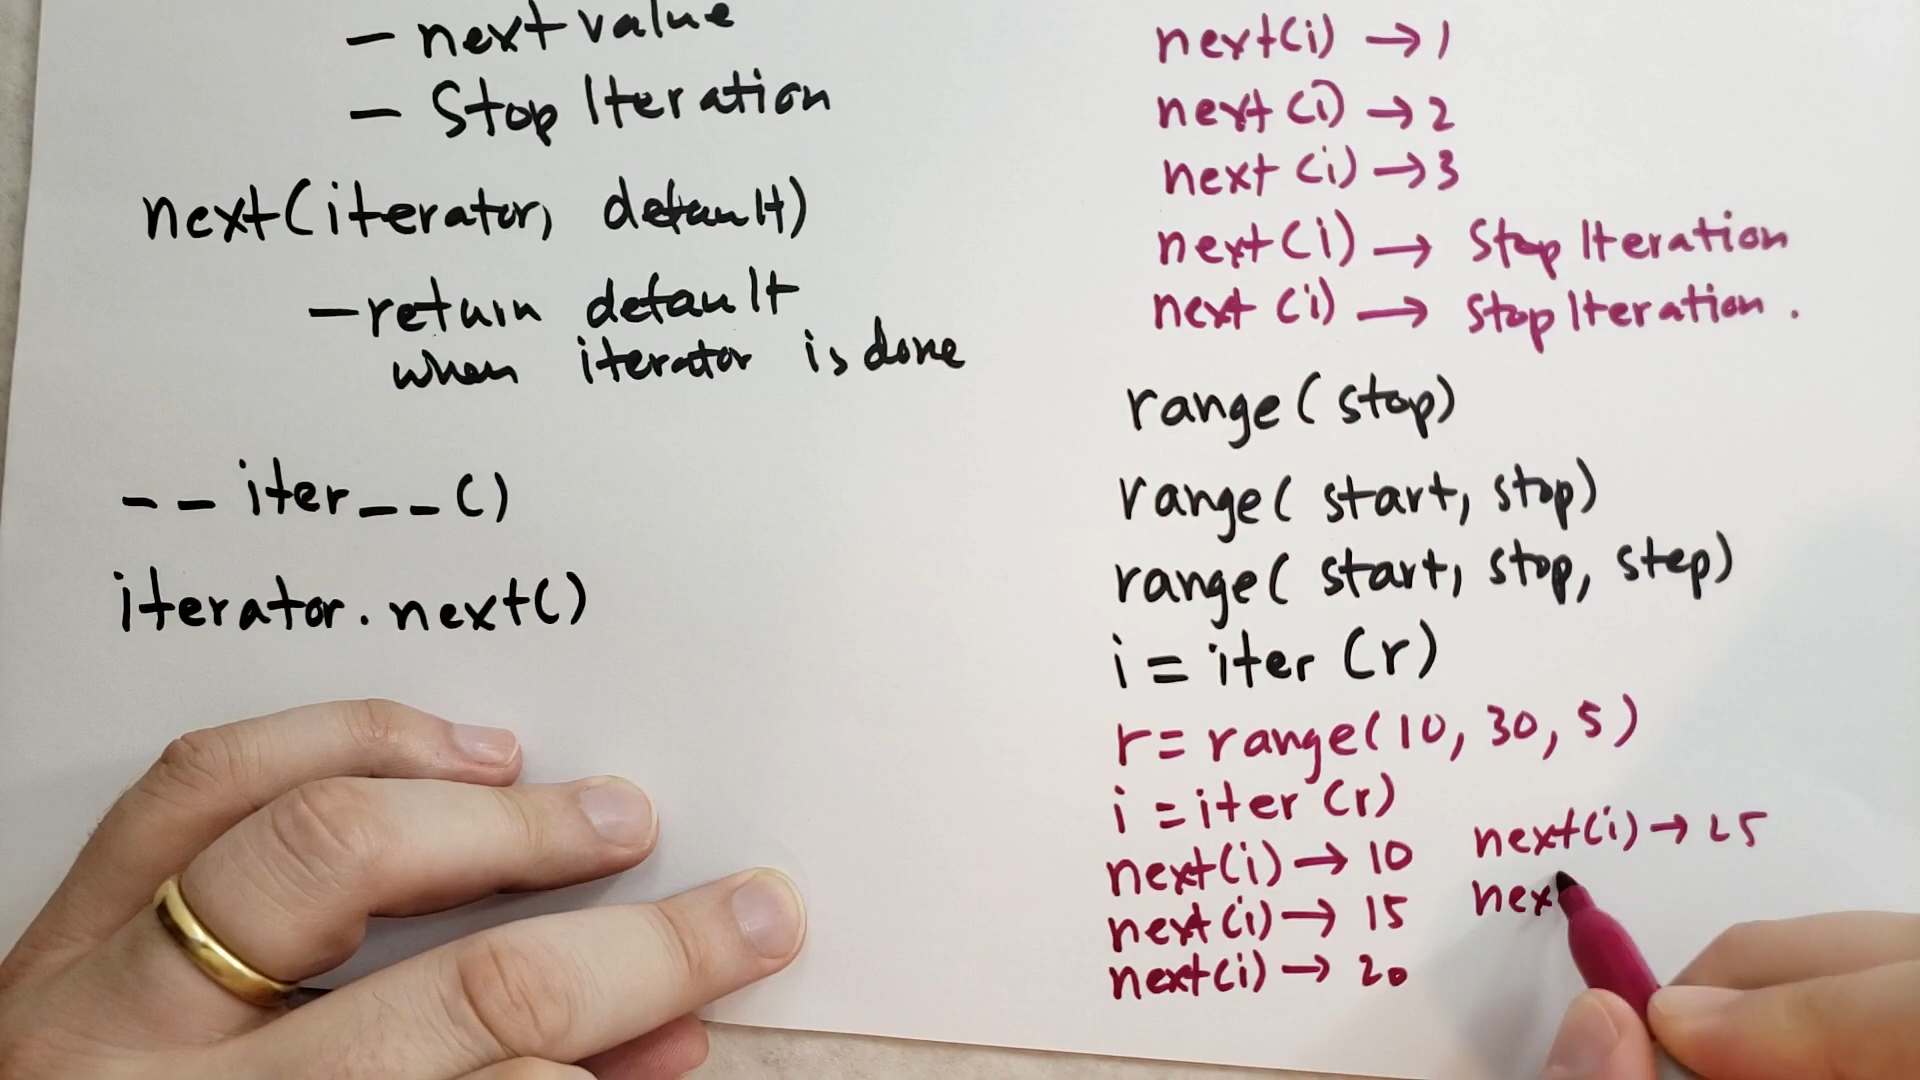 - next value
- Stop Iteration
next(iterator, default)
- return default
when iterator is done
__iter__()
iterator.next()
next(i) → 1
next(i) → 2
next(i) → 3
next(i) → Stop Iteration
next(i) → Stop Iteration.
range(stop)
range(start, stop)
range(start, stop, step)
i = iter(r)
r = range(10, 30, 5)
i = iter(r)
next(i) → 10
next(i) → 15
next(i) → 20
next(i) → 25
nex